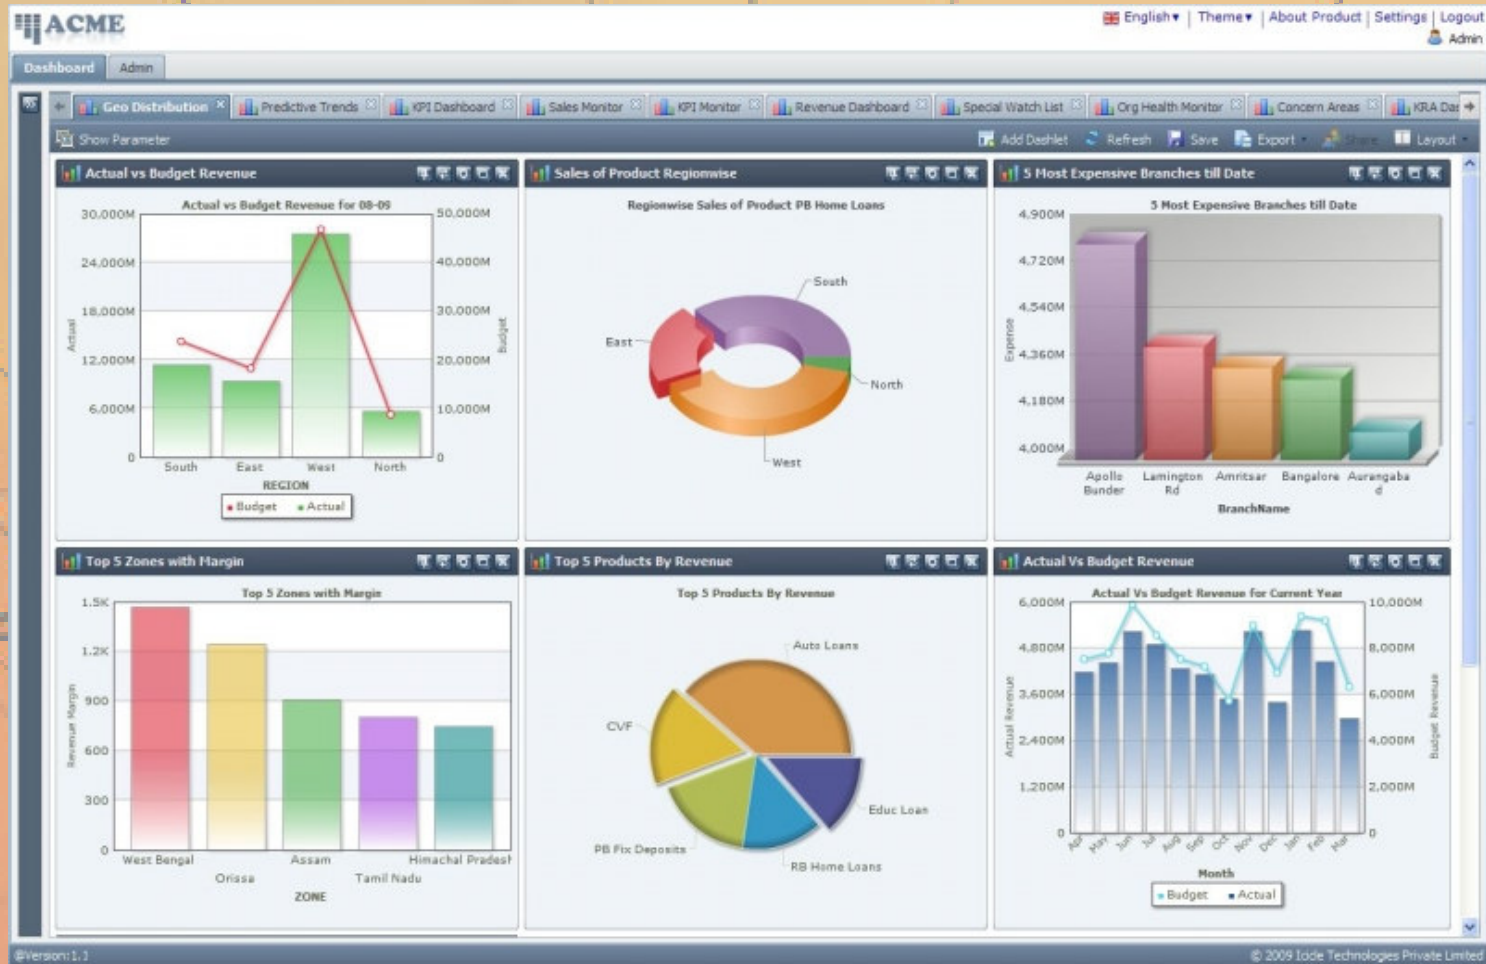 ACME
English | Theme | About Product | Settings | Logout
Admin
Dashboard Admin
Geo Distribution Predictive Trends KPI Dashboard Sales Monitor KPI Monitor Revenue Dashboard Special Watch List Org Health Monitor Concern Areas KRA Das
Show Parameter Add Dashlet Refresh Save Export Share Layout
Actual vs Budget Revenue
Actual vs Budget Revenue for 08-09
30,000M
24,000M
18,000M
12,000M
6,000M
0
Actual
50,000M
40,000M
30,000M
20,000M
10,000M
0
Budget
South East West North
REGION
Budget Actual
Sales of Product Regionwise
Regionwise Sales of Product PB Home Loans
South
East
North
West
5 Most Expensive Branches till Date
5 Most Expensive Branches till Date
4,900M
4,720M
4,540M
4,360M
4,180M
4,000M
Expense
Apollo Lamington Amritsar Bangalore Aurangaba
Bunder Rd d
BranchName
Top 5 Zones with Margin
Top 5 Zones with Margin
1.5K
1.2K
900
600
300
0
Revenue Margin
West Bengal Assam Himachal Pradesh
Orissa Tamil Nadu
ZONE
Top 5 Products By Revenue
Top 5 Products By Revenue
Auto Loans
CVF
Educ Loan
PB Fix Deposits
RB Home Loans
Actual Vs Budget Revenue
Actual Vs Budget Revenue for Current Year
6,000M
4,800M
3,600M
2,400M
1,200M
0
Actual Revenue
10,000M
8,000M
6,000M
4,000M
2,000M
0
Budget Revenue
Apr May Jun Jul Aug Sep Oct Nov Dec Jan Feb Mar
Month
Budget Actual
© 2009 Icicle Technologies Private Limited